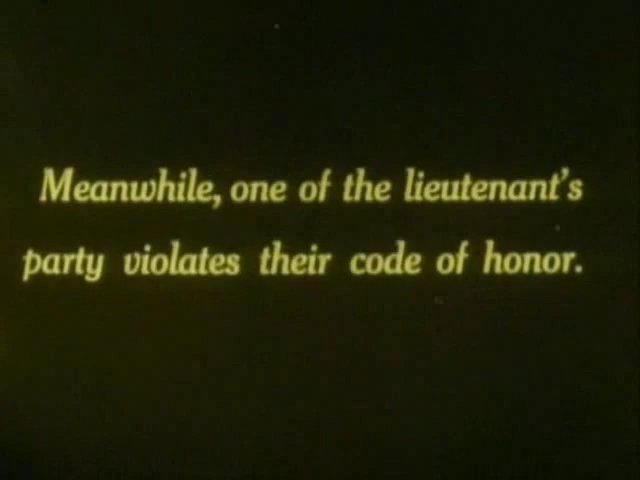 Meanwhile, one of the lieutenant's
party violates their code of honor.